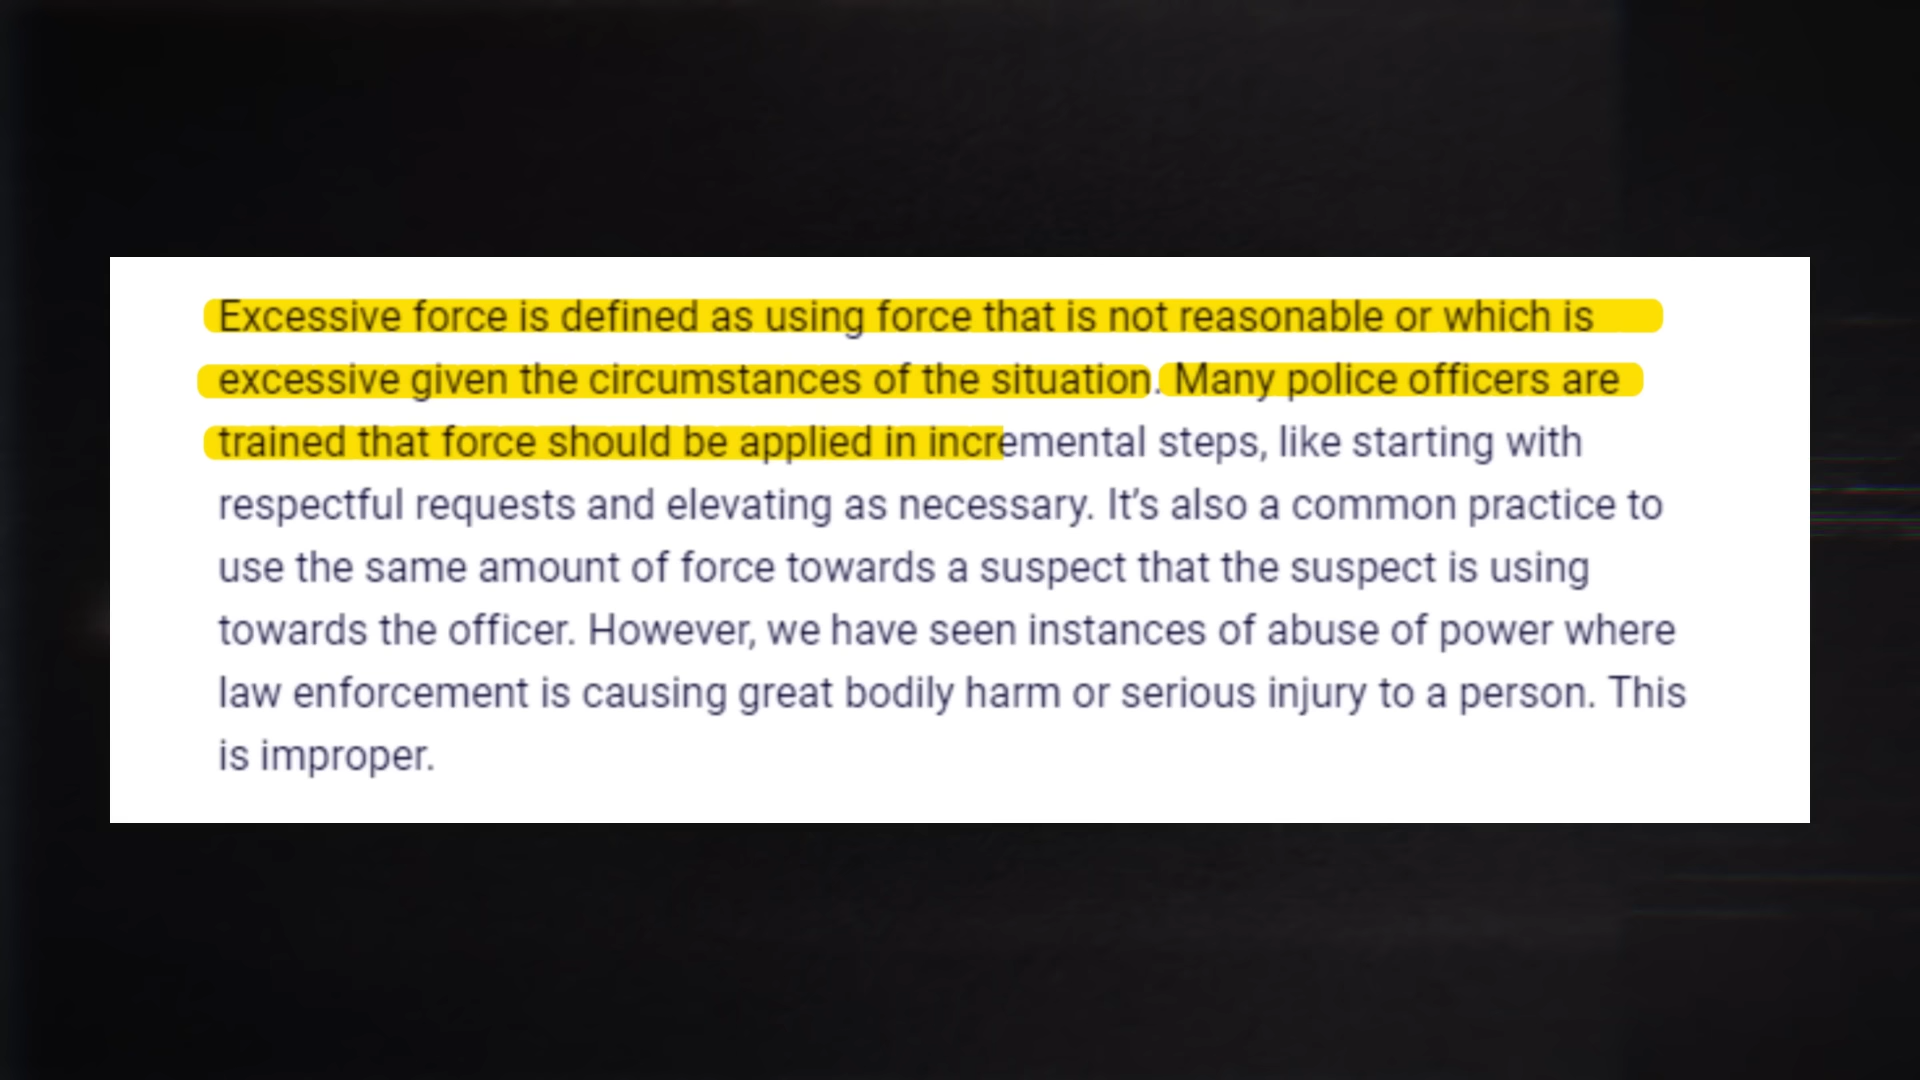 Excessive force is defined as using force that is not reasonable or which is
excessive given the circumstances of the situation. Many police officers are
trained that force should be applied in incremental steps, like starting with
respectful requests and elevating as necessary. It’s also a common practice to
use the same amount of force towards a suspect that the suspect is using
towards the officer. However, we have seen instances of abuse of power where
law enforcement is causing great bodily harm or serious injury to a person. This
is improper.